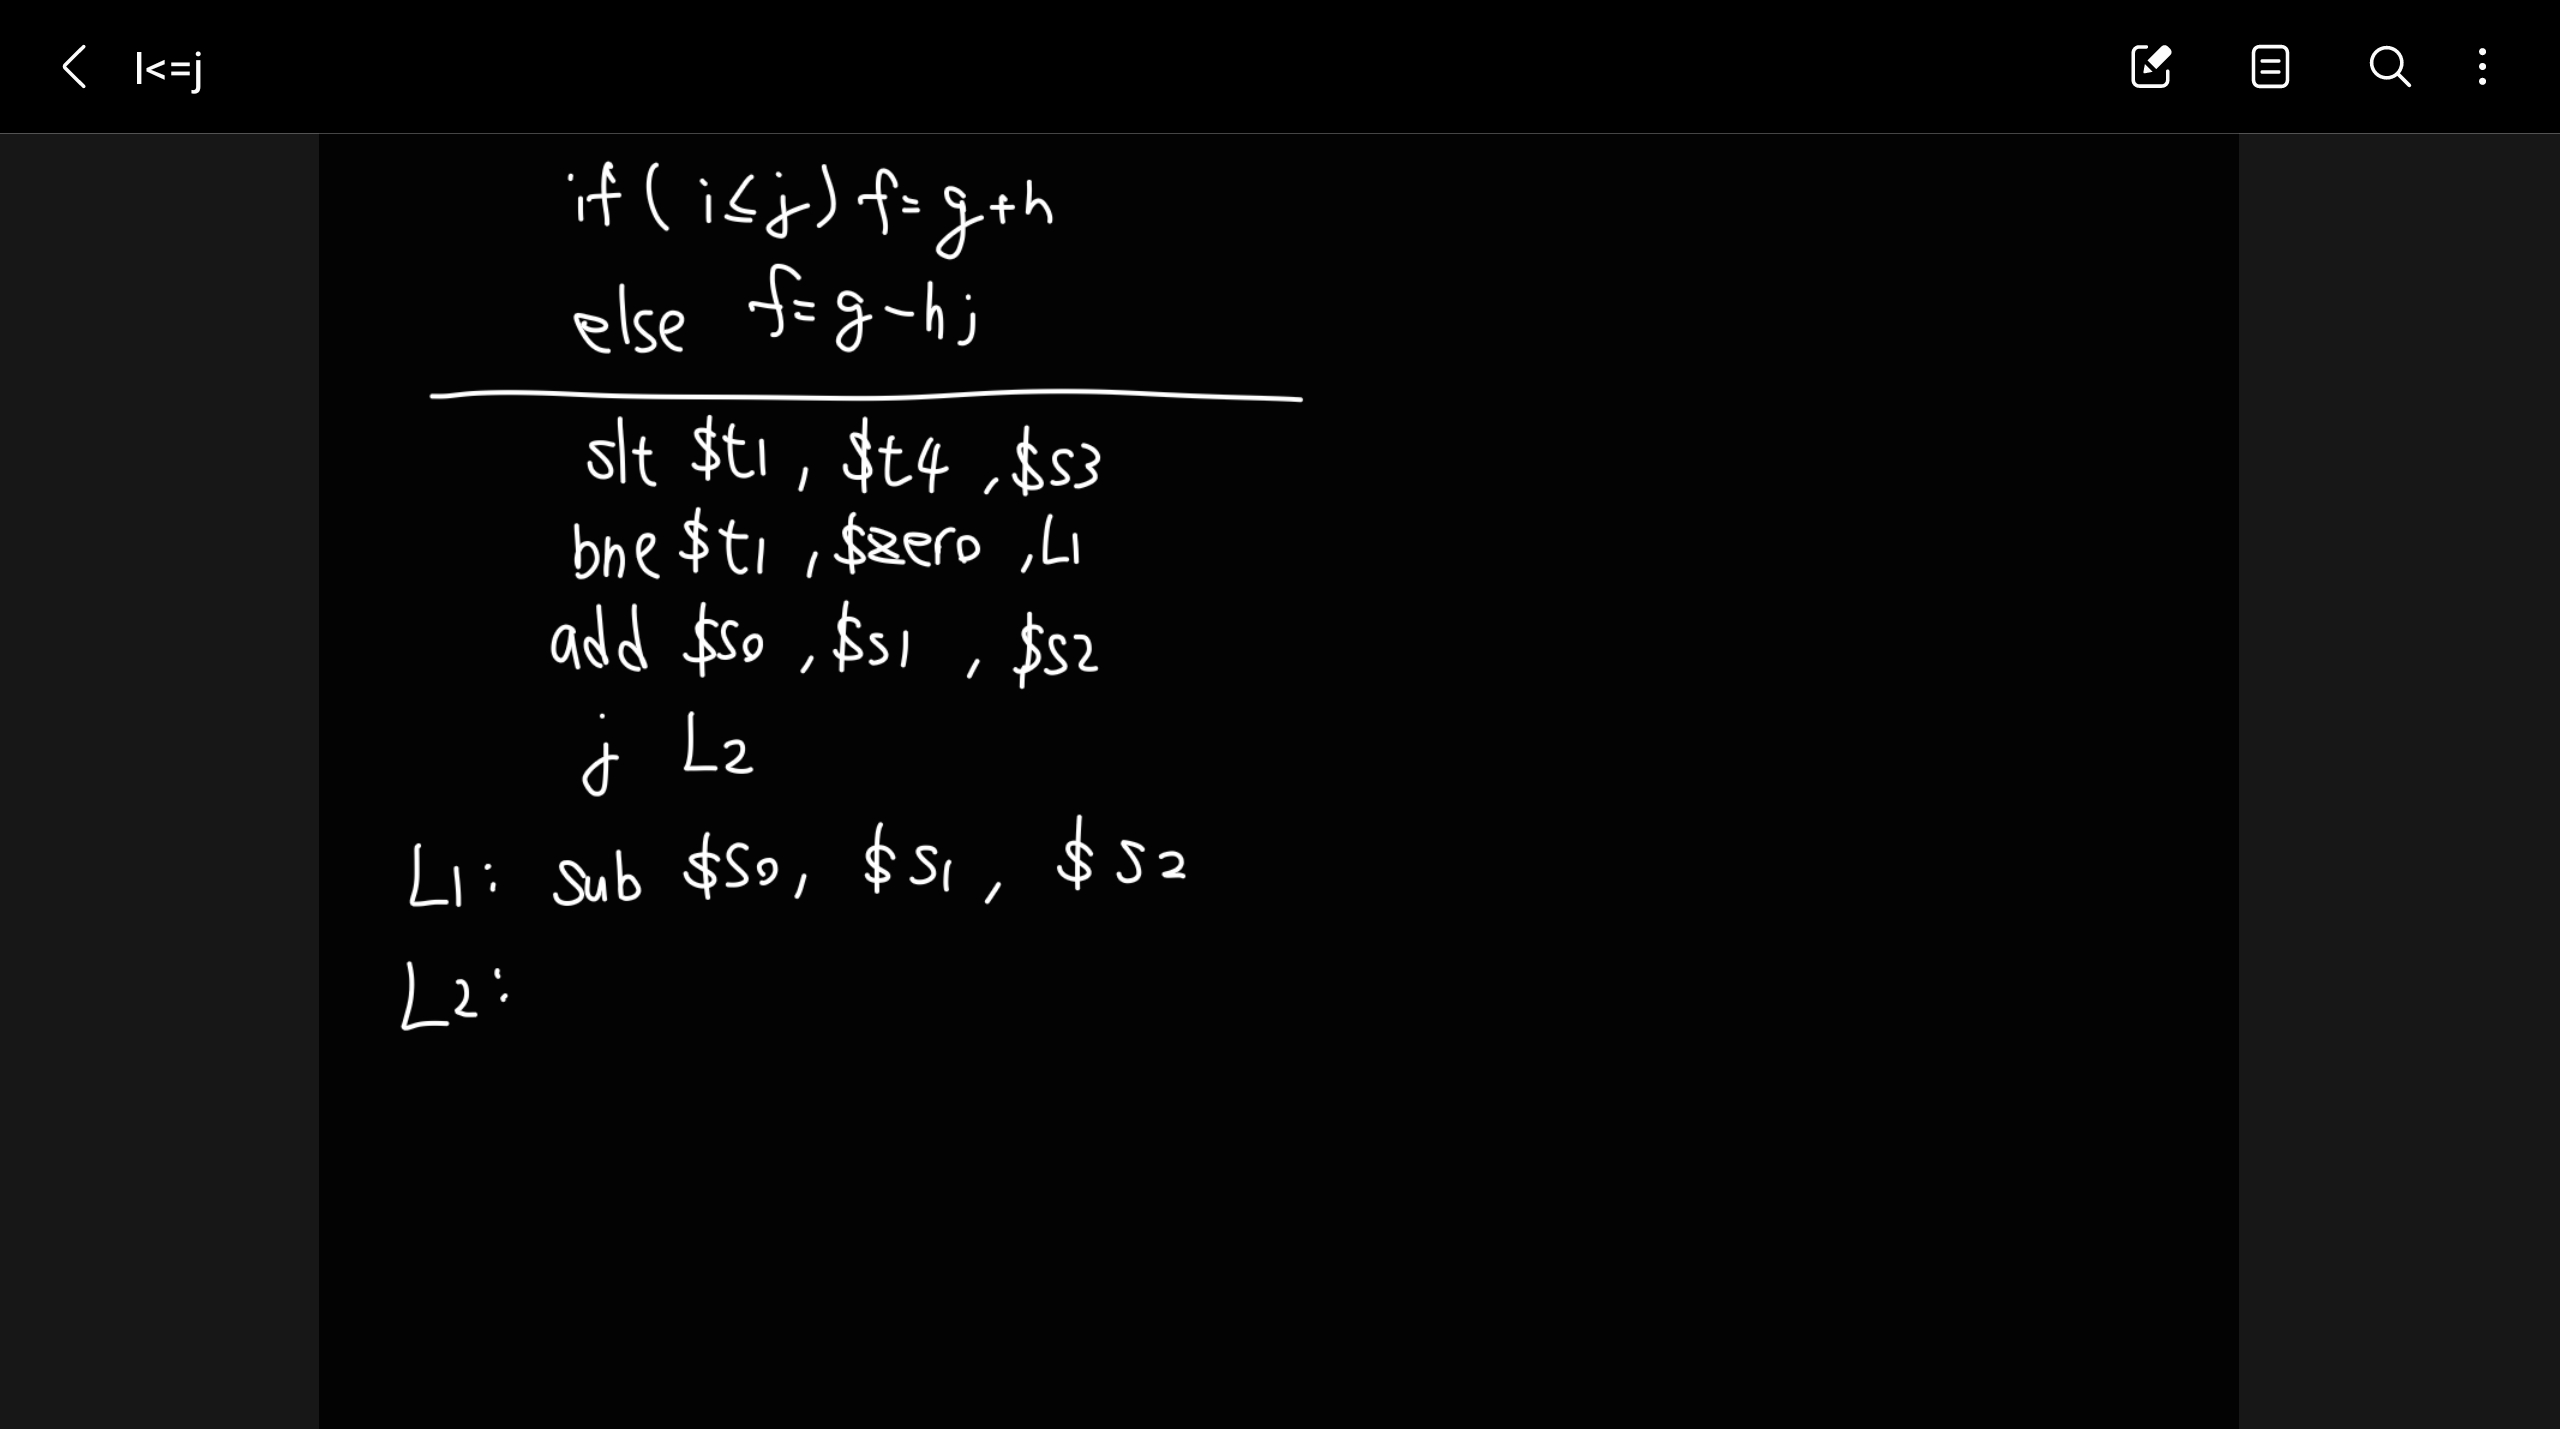 I<=j
if( i≤j) f=g+h
else f=g-hj
slt $t1, $t4,$s3
bne $t1,$zero,L1
add $s0,$s1, $s2
j L2
L1: sub $s0, $s1, $s2
L2: